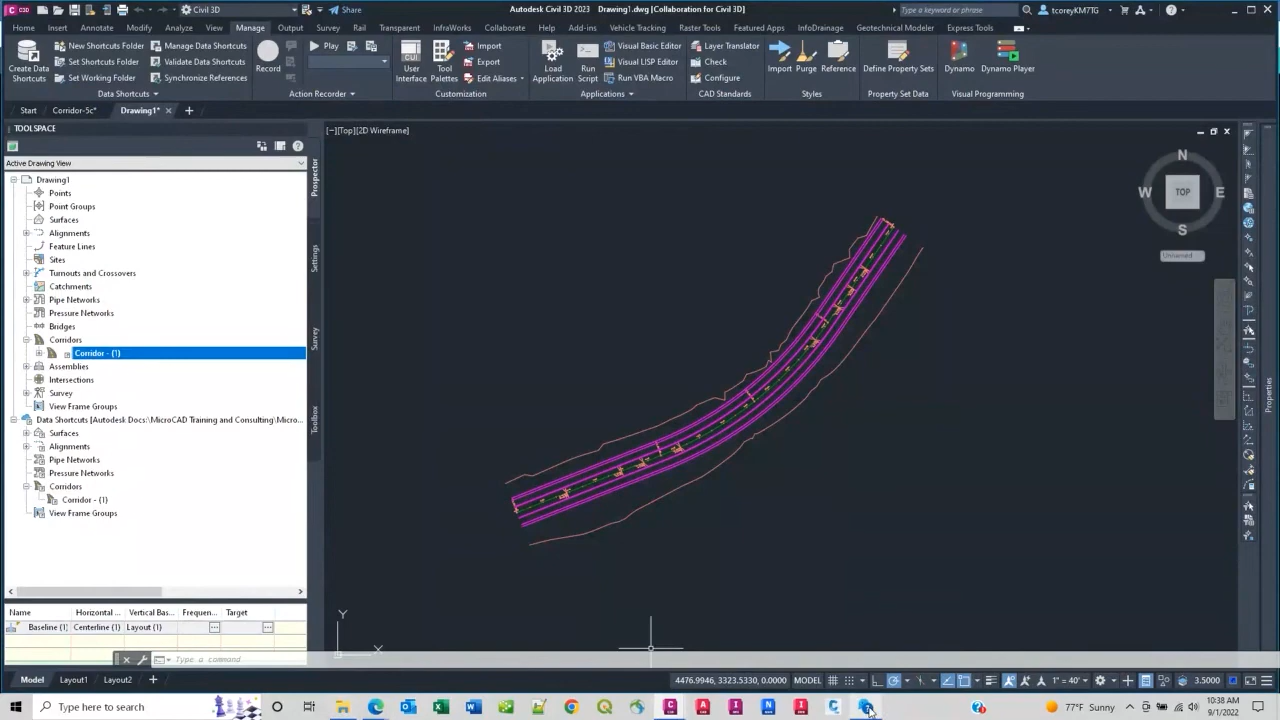 C3D
Civil 3D
Share
Autodesk Civil 3D 2023 Drawing1.dwg [Collaboration for Civil 3D]
Type a keyword or phrase
tcoreyKM7TG
Home Insert Annotate Modify Analyze View Manage Output Survey Rail Transparent InfraWorks Collaborate Help Add-ins Vehicle Tracking Raster Tools Featured Apps InfoDrainage Geotechnical Modeler Express Tools
New Shortcuts Folder
Manage Data Shortcuts
Set Shortcuts Folder
Validate Data Shortcuts
Set Working Folder
Synchronize References
Create Data
Shortcuts
Data Shortcuts
Record
Play
Action Recorder
CUI
User
Interface
Tool
Palettes
Import
Export
Edit Aliases
Customization
Load
Application
Run
Script
Visual Basic Editor
Visual LISP Editor
Run VBA Macro
Applications
Layer Translator
Check
Configure
CAD Standards
Import Purge Reference
Styles
Define Property Sets
Property Set Data
Dynamo Dynamo Player
Visual Programming
Start Corridor-5c* Drawing1*
TOOLSPACE
Active Drawing View
Drawing1
Points
Point Groups
Surfaces
Alignments
Feature Lines
Sites
Turnouts and Crossovers
Catchments
Pipe Networks
Pressure Networks
Bridges
Corridors
Corridor - (1)
Assemblies
Intersections
Survey
View Frame Groups
Data Shortcuts [Autodesk Docs:\MicroCAD Training and Consulting\Micro...
Surfaces
Alignments
Pipe Networks
Pressure Networks
Corridors
Corridor - (1)
View Frame Groups
Prospector
Settings
Survey
Toolbox
Name Horizontal ... Vertical Bas... Frequen... Target
Baseline (1) Centerline (1) Layout (1)
[−][Top][2D Wireframe]
N
W TOP E
S
Unnamed
Properties
Y
X
Type a command
Model Layout1 Layout2
4476.9946, 3323.5330, 0.0000 MODEL
1" = 40'
3.5000
Type here to search
77°F Sunny
10:38 AM
9/1/2022